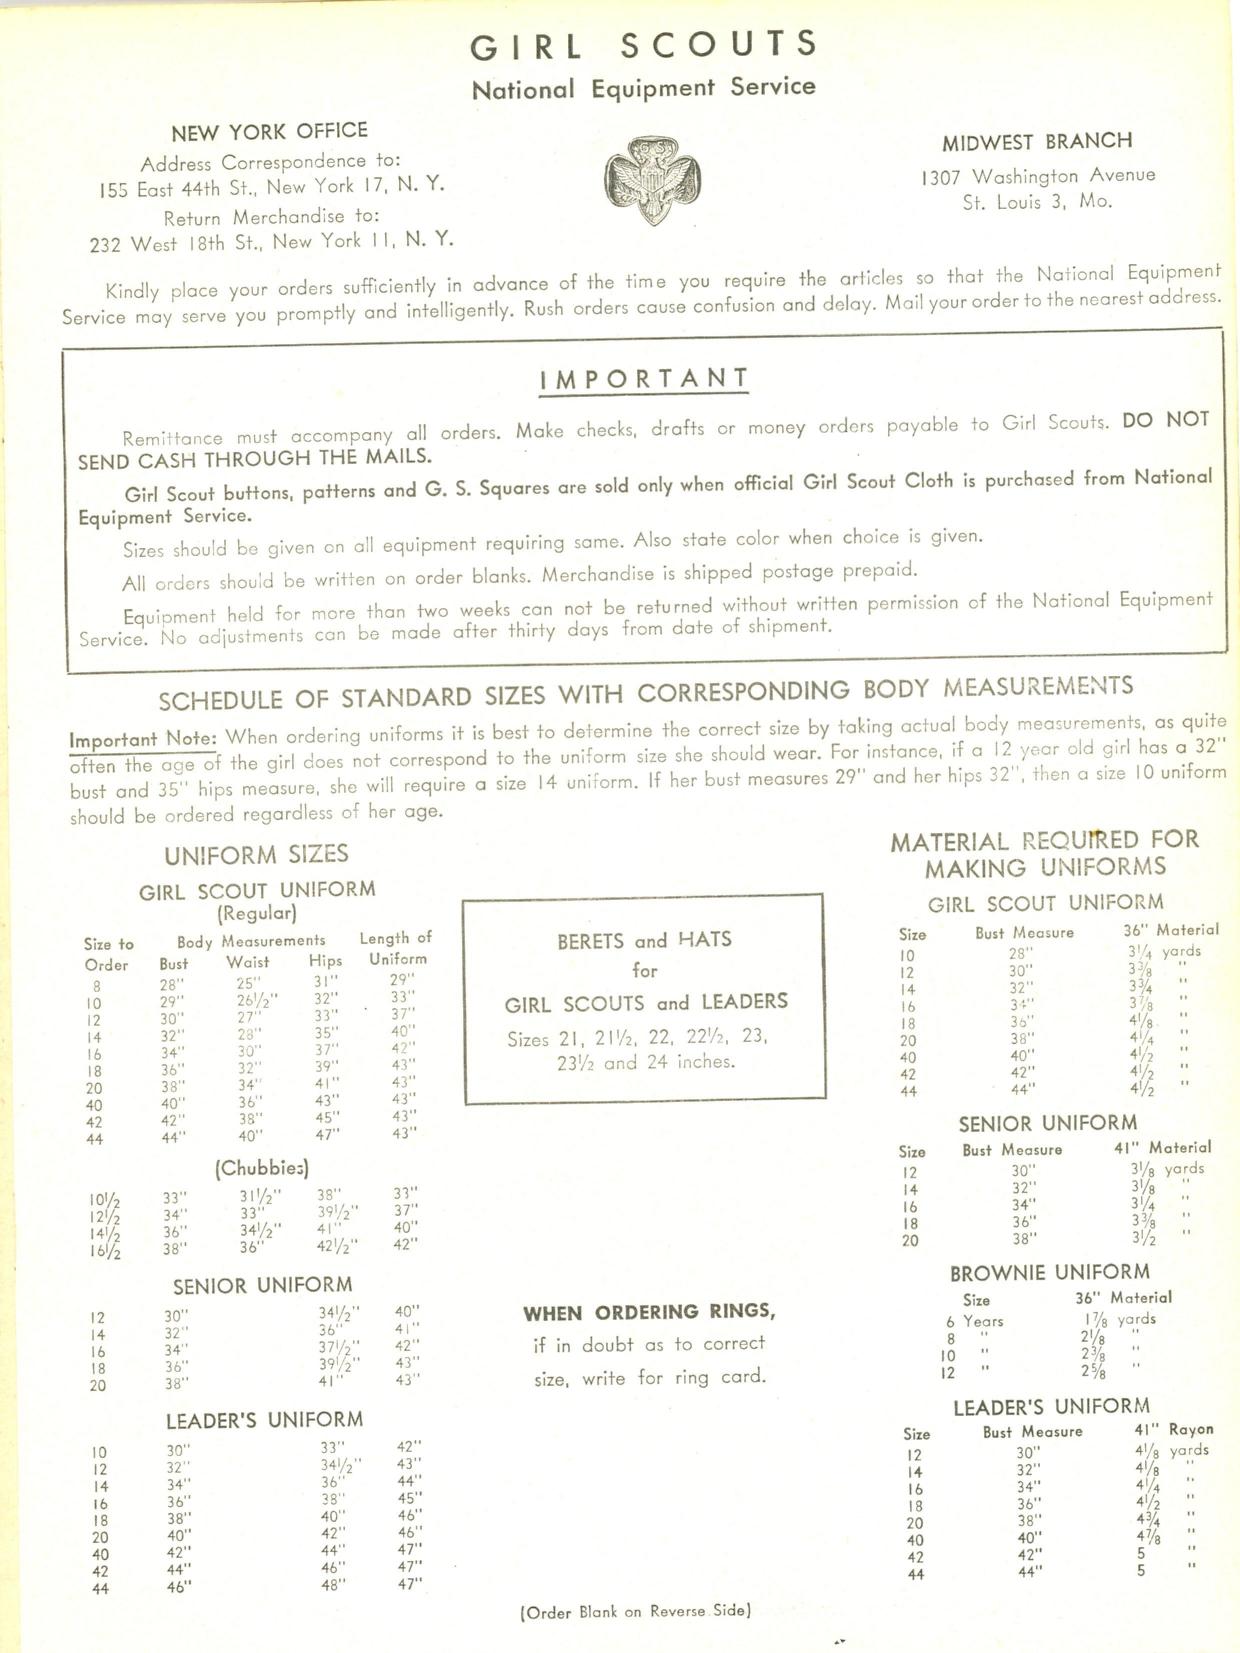 GIRL SCOUTS
National Equipment Service
NEW YORK OFFICE
Address Correspondence to:
155 East 44th St., New York 17, N. Y.
Return Merchandise to:
232 West 18th St., New York 11, N. Y.
GS
MIDWEST BRANCH
1307 Washington Avenue
St. Louis 3, Mo.
Kindly place your orders sufficiently in advance of the time you require the articles so that the National Equipment
Service may serve you promptly and intelligently. Rush orders cause confusion and delay. Mail your order to the nearest address.
IMPORTANT
Remittance must accompany all orders. Make checks, drafts or money orders payable to Girl Scouts. DO NOT
SEND CASH THROUGH THE MAILS.
Girl Scout buttons, patterns and G. S. Squares are sold only when official Girl Scout Cloth is purchased from National
Equipment Service.
Sizes should be given on all equipment requiring same. Also state color when choice is given.
All orders should be written on order blanks. Merchandise is shipped postage prepaid.
Equipment held for more than two weeks can not be returned without written permission of the National Equipment
Service. No adjustments can be made after thirty days from date of shipment.
SCHEDULE OF STANDARD SIZES WITH CORRESPONDING BODY MEASUREMENTS
Important Note: When ordering uniforms it is best to determine the correct size by taking actual body measurements, as quite
often the age of the girl does not correspond to the uniform size she should wear. For instance, if a 12 year old girl has a 32"
bust and 35" hips measure, she will require a size 14 uniform. If her bust measures 29" and her hips 32", then a size 10 uniform
should be ordered regardless of her age.
UNIFORM SIZES
GIRL SCOUT UNIFORM
(Regular)
Size to Body Measurements Length of
Order Bust Waist Hips Uniform
8 28" 25" 31" 29"
10 29" 26½" 32" 33"
12 30" 27" 33" 37"
14 32" 28" 35" 40"
16 34" 30" 37" 42"
18 36" 32" 39" 43"
20 38" 34" 41" 43"
40 40" 36" 43" 43"
42 42" 38" 45" 43"
44 44" 40" 47" 43"
(Chubbies)
10½ 33" 31½" 38" 33"
12½ 34" 33" 39½" 37"
14½ 36" 34½" 41" 40"
16½ 38" 36" 42½" 42"
SENIOR UNIFORM
12 30" 34½" 40"
14 32" 36" 41"
16 34" 37½" 42"
18 36" 39½" 43"
20 38" 41" 43"
LEADER'S UNIFORM
10 30" 33" 42"
12 32" 34½" 43"
14 34" 36" 44"
16 36" 38" 45"
18 38" 40" 46"
20 40" 42" 46"
40 42" 44" 47"
42 44" 46" 47"
44 46" 48" 47"
BERETS and HATS
for
GIRL SCOUTS and LEADERS
Sizes 21, 21½, 22, 22½, 23,
23½ and 24 inches.
WHEN ORDERING RINGS,
if in doubt as to correct
size, write for ring card.
MATERIAL REQUIRED FOR
MAKING UNIFORMS
GIRL SCOUT UNIFORM
Size Bust Measure 36" Material
10 28" 3¼ yards
12 30" 3⅜ "
14 32" 3¾ "
16 34" 3⅞ "
18 36" 4⅛ "
20 38" 4¼ "
40 40" 4½ "
42 42" 4½ "
44 44" 4½ "
SENIOR UNIFORM
Size Bust Measure 41" Material
12 30" 3⅛ yards
14 32" 3⅛ "
16 34" 3¼ "
18 36" 3⅜ "
20 38" 3½ "
BROWNIE UNIFORM
Size 36" Material
6 Years 1⅞ yards
8 " 2⅛ "
10 " 2⅜ "
12 " 2⅝ "
LEADER'S UNIFORM
Size Bust Measure 41" Rayon
12 30" 4⅛ yards
14 32" 4⅛ "
16 34" 4¼ "
18 36" 4½ "
20 38" 4¾ "
40 40" 4⅞ "
42 42" 5 "
44 44" 5 "
(Order Blank on Reverse Side)